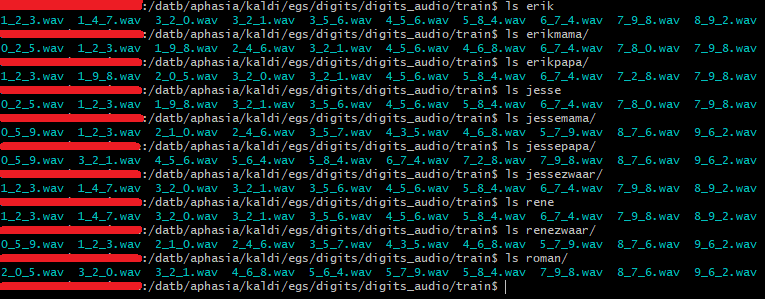 :/datb/aphasia/kaldi/egs/digits/digits_audio/train$ ls erik
1_2_3.wav 1_4_7.wav 3_2_0.wav 3_2_1.wav 3_5_6.wav 4_5_6.wav 5_8_4.wav 6_7_4.wav 7_9_8.wav 8_9_2.wav
:/datb/aphasia/kaldi/egs/digits/digits_audio/train$ ls erikmama/
0_2_5.wav 1_2_3.wav 1_9_8.wav 2_4_6.wav 3_2_1.wav 4_5_6.wav 4_6_8.wav 6_7_4.wav 7_8_0.wav 7_9_8.wav
:/datb/aphasia/kaldi/egs/digits/digits_audio/train$ ls erikpapa/
1_2_3.wav 1_9_8.wav 2_0_5.wav 3_2_0.wav 3_2_1.wav 4_5_6.wav 5_8_4.wav 6_7_4.wav 7_9_8.wav 8_9_2.wav
:/datb/aphasia/kaldi/egs/digits/digits_audio/train$ ls jesse
0_2_5.wav 1_2_3.wav 1_9_8.wav 3_2_1.wav 3_5_6.wav 4_5_6.wav 4_6_8.wav 6_7_4.wav 7_8_0.wav 7_9_8.wav
:/datb/aphasia/kaldi/egs/digits/digits_audio/train$ ls jessemama/
0_5_9.wav 1_2_3.wav 2_1_0.wav 2_4_6.wav 3_5_7.wav 4_3_5.wav 4_6_8.wav 5_7_9.wav 8_7_6.wav 9_6_2.wav
:/datb/aphasia/kaldi/egs/digits/digits_audio/train$ ls jessepapa/
0_5_9.wav 3_2_1.wav 4_5_6.wav 5_6_4.wav 5_8_4.wav 6_7_4.wav 7_2_8.wav 7_9_8.wav 8_7_6.wav 9_6_2.wav
:/datb/aphasia/kaldi/egs/digits/digits_audio/train$ ls jessezwaar/
1_2_3.wav 1_4_7.wav 3_2_0.wav 3_2_1.wav 3_5_6.wav 4_5_6.wav 5_8_4.wav 6_7_4.wav 7_9_8.wav 8_9_2.wav
:/datb/aphasia/kaldi/egs/digits/digits_audio/train$ ls rene
1_2_3.wav 1_4_7.wav 3_2_0.wav 3_2_1.wav 3_5_6.wav 4_5_6.wav 5_8_4.wav 6_7_4.wav 7_9_8.wav 8_9_2.wav
:/datb/aphasia/kaldi/egs/digits/digits_audio/train$ ls renezwaar/
0_5_9.wav 1_2_3.wav 2_1_0.wav 2_4_6.wav 3_5_7.wav 4_3_5.wav 4_6_8.wav 5_7_9.wav 8_7_6.wav 9_6_2.wav
:/datb/aphasia/kaldi/egs/digits/digits_audio/train$ ls roman/
2_0_5.wav 3_2_0.wav 3_2_1.wav 4_6_8.wav 5_6_4.wav 5_7_9.wav 5_8_4.wav 7_9_8.wav 8_7_6.wav 9_6_2.wav
:/datb/aphasia/kaldi/egs/digits/digits_audio/train$